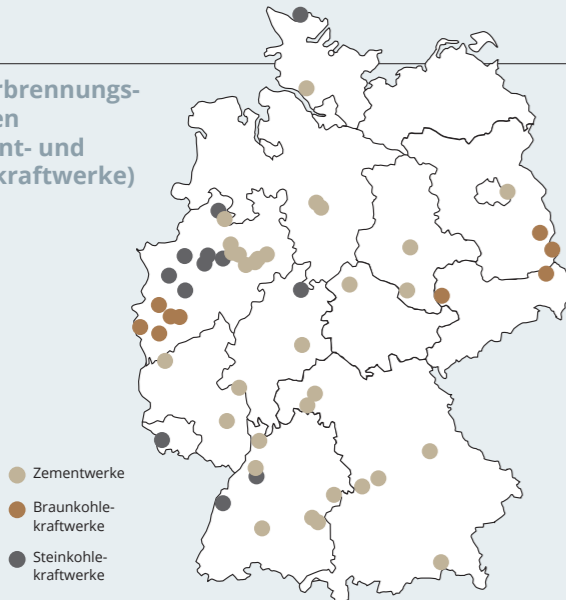 rbrennungs-
en
nt- und
kraftwerke)
Zementwerke
Braunkohle-
kraftwerke
Steinkohle-
kraftwerke